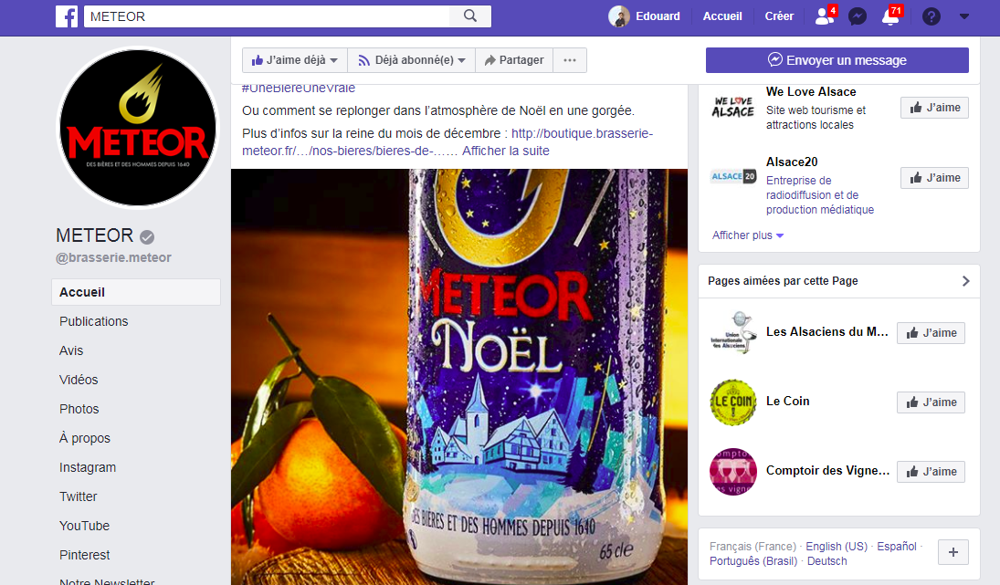 METEOR
Edouard
Accueil
Créer
4
71
?
METEOR
DES BIÈRES ET DES HOMMES DEPUIS 1640
METEOR
@brasserie.meteor
Accueil
Publications
Avis
Vidéos
Photos
À propos
Instagram
Twitter
YouTube
Pinterest
Notre Newsletter
J'aime déjà
Déjà abonné(e)
Partager
...
#UneBièreUneVraie
Ou comment se replonger dans l'atmosphère de Noël en une gorgée.
Plus d'infos sur la reine du mois de décembre : http://boutique.brasserie-
meteor.fr/…/nos-bieres/bieres-de-…… Afficher la suite
METEOR
NOËL
DES BIÈRES ET DES HOMMES DEPUIS 1640
65 cl e
Envoyer un message
WE LOVE
ALSACE
We Love Alsace
Site web tourisme et
attractions locales
J'aime
ALSACE 20
Alsace20
Entreprise de
radiodiffusion et de
production médiatique
J'aime
Afficher plus
Pages aimées par cette Page
Union
Internationale
des Alsaciens
Les Alsaciens du M...
J'aime
LE COIN
Le Coin
J'aime
Comptoir des Vigne...
J'aime
Français (France) · English (US) · Español ·
Português (Brasil) · Deutsch
+